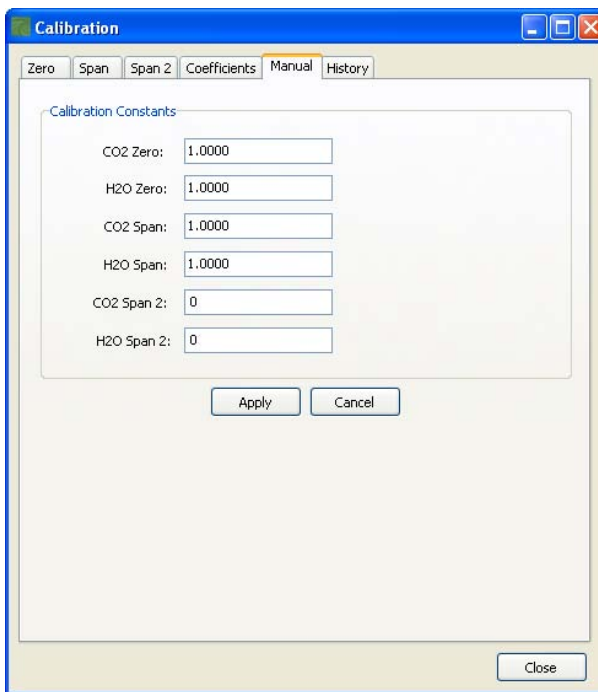 Calibration
Zero Span Span 2 Coefficients Manual History
Calibration Constants
CO2 Zero: 1.0000
H2O Zero: 1.0000
CO2 Span: 1.0000
H2O Span: 1.0000
CO2 Span 2: 0
H2O Span 2: 0
Apply Cancel
Close